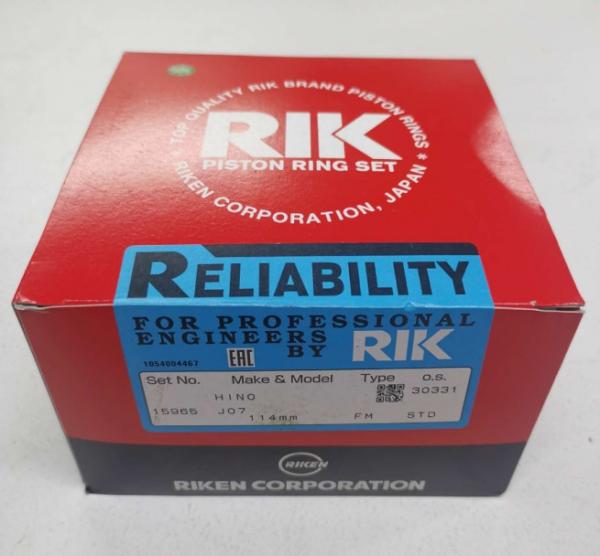 TOP QUALITY RIK BRAND PISTON RINGS
RIK
PISTON RING SET
RIKEN CORPORATION, JAPAN *
RELIABILITY
FOR PROFESSIONAL
ENGINEERS
BY RIK
1054004467
EAC
Set No. Make & Model Type o.s.
HINO 30331
15965 J07 FM STD
114mm
RIKEN
RIKEN CORPORATION